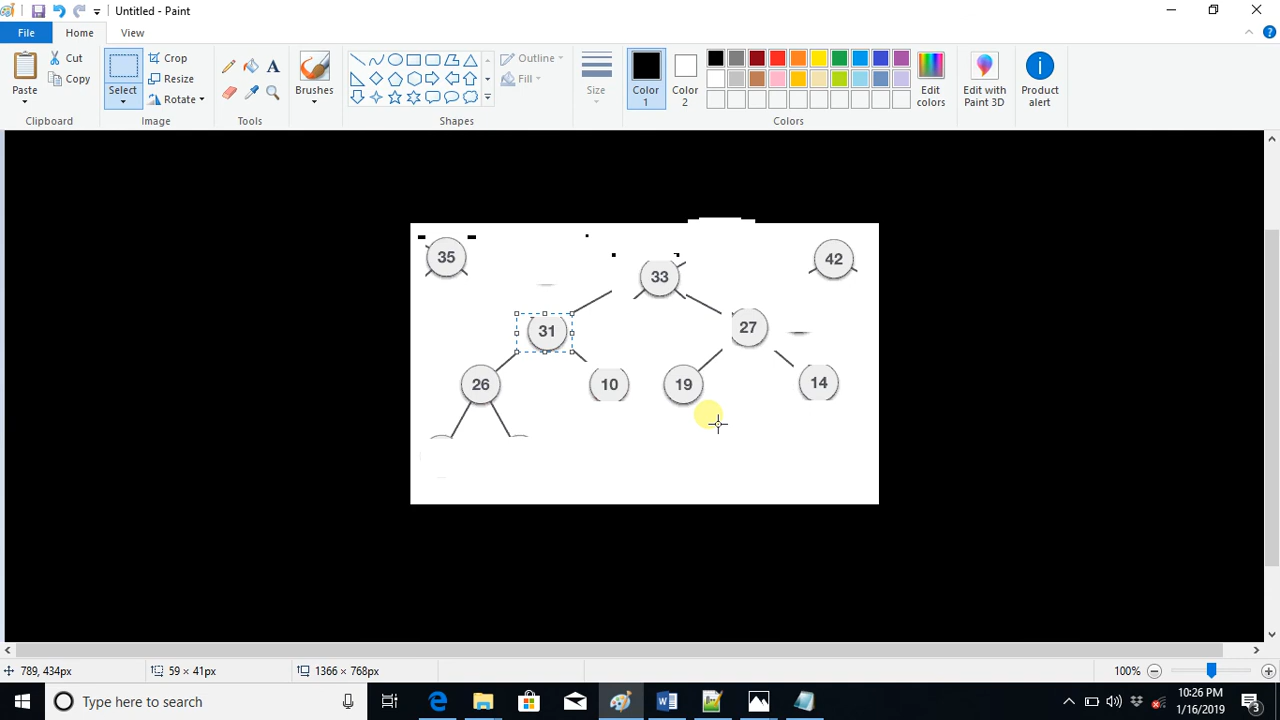 Untitled - Paint
File Home View
Paste
Cut
Copy
Clipboard
Select
Crop
Resize
Rotate
Image
A
Tools
Brushes
Shapes
Outline
Fill
Size
Color 1
Color 2
Colors
Edit colors
Edit with Paint 3D
Product alert
35
33
42
31
27
26
10
19
14
789, 434px
59 × 41px
1366 × 768px
100%
Type here to search
10:26 PM
1/16/2019
3